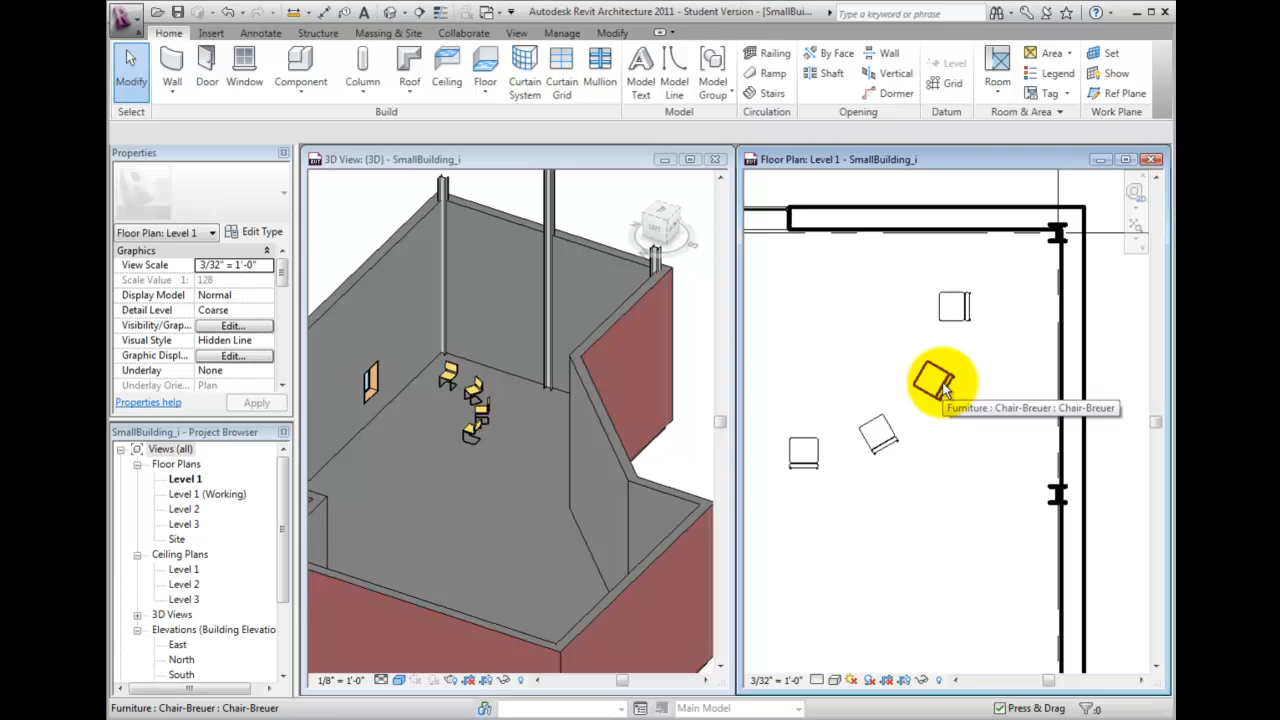 Autodesk Revit Architecture 2011 - Student Version - [SmallBui...
Type a keyword or phrase
Home Insert Annotate Structure Massing & Site Collaborate View Manage Modify
Modify Wall Door Window Component Column Roof Ceiling Floor Curtain System Curtain Grid Mullion Model Text Model Line Model Group
Railing By Face Wall Level Room Area Set
Ramp Shaft Vertical Grid Legend Show
Stairs Dormer Tag Ref Plane
Select Build Model Circulation Opening Datum Room & Area Work Plane
Properties
3D View: {3D} - SmallBuilding_i
Floor Plan: Level 1 - SmallBuilding_i
Floor Plan: Level 1 Edit Type
Graphics
View Scale 3/32" = 1'-0"
Scale Value 1: 128
Display Model Normal
Detail Level Coarse
Visibility/Grap... Edit...
Visual Style Hidden Line
Graphic Displ... Edit...
Underlay None
Underlay Orie... Plan
Properties help Apply
LEFT
Furniture : Chair-Breuer : Chair-Breuer
SmallBuilding_i - Project Browser
Views (all)
Floor Plans
Level 1
Level 1 (Working)
Level 2
Level 3
Site
Ceiling Plans
Level 1
Level 2
Level 3
3D Views
Elevations (Building Elevatio
East
North
South
1/8" = 1'-0"
3/32" = 1'-0"
Furniture : Chair-Breuer : Chair-Breuer
Main Model
Press & Drag
:0